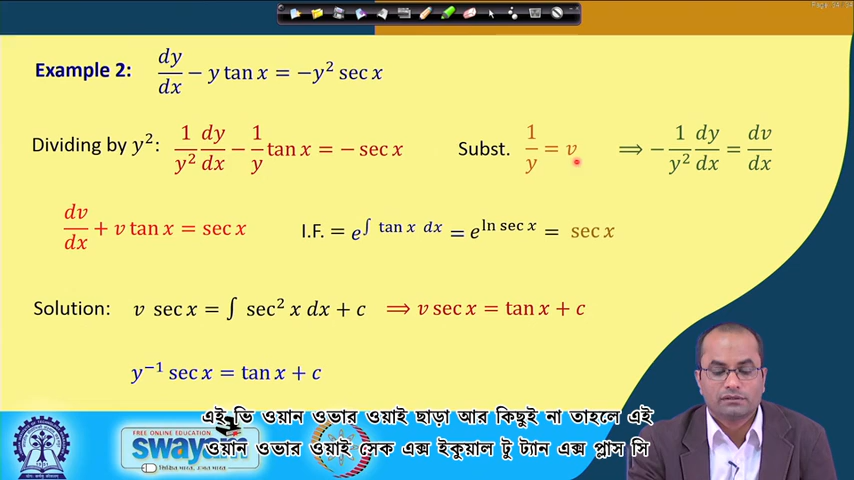 Page 04 / 04
Example 2: dy/dx − y tan x = −y² sec x
Dividing by y²: 1/y² dy/dx − 1/y tan x = − sec x Subst. 1/y = v ⟹ − 1/y² dy/dx = dv/dx
dv/dx + v tan x = sec x I.F. = e^∫ tan x dx = e^ln sec x = sec x
Solution: v sec x = ∫ sec² x dx + c ⟹ v sec x = tan x + c
y⁻¹ sec x = tan x + c
এই ভি ওয়ান ওভার ওয়াই ছাড়া আর কিছুই না তাহলে এই
ওয়ান ওভার ওয়াই সেক এক্স ইকুয়াল টু ট্যান এক্স প্লাস সি
FREE ONLINE EDUCATION
swayam